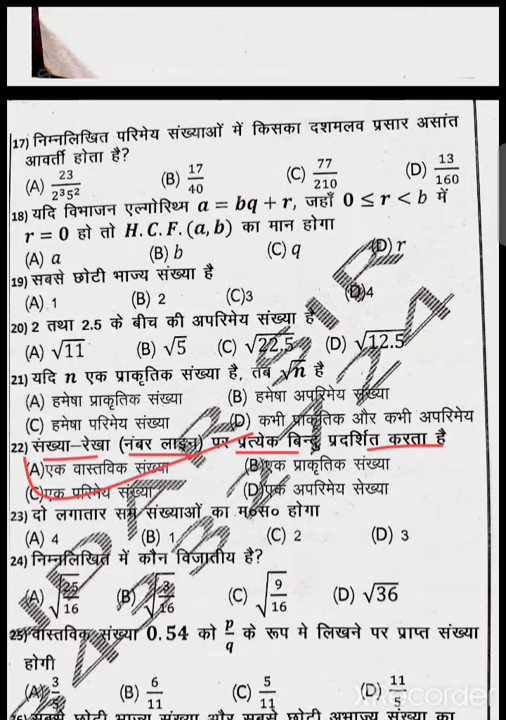 17) निम्नलिखित परिमेय संख्याओं में किसका दशमलव प्रसार असांत
आवर्ती होता है?
(A) 23/2³5² (B) 17/40 (C) 77/210 (D) 13/160
18) यदि विभाजन एल्गोरिथ्म a = bq + r, जहाँ 0 ≤ r < b में
r = 0 हो तो H.C.F.(a, b) का मान होगा
(A) a (B) b (C) q (D) r
19) सबसे छोटी भाज्य संख्या है
(A) 1 (B) 2 (C)3 (D)4
20) 2 तथा 2.5 के बीच की अपरिमेय संख्या है
(A) √11 (B) √5 (C) √22.5 (D) √12.5
21) यदि n एक प्राकृतिक संख्या है, तब √n है
(A) हमेषा प्राकृतिक संख्या (B) हमेषा अपरिमेय संख्या
(C) हमेषा परिमेय संख्या (D) कभी प्राकृतिक और कभी अपरिमेय
22) संख्या–रेखा (नंबर लाइन) पर प्रत्येक बिन्दु प्रदर्शित करता है
(A)एक वास्तविक संख्या (B)एक प्राकृतिक संख्या
(C)एक परिमेय संख्या (D)एक अपरिमेय सेख्या
23) दो लगातार सम संख्याओं का म०स० होगा
(A) 4 (B) 1 (C) 2 (D) 3
24) निम्नलिखित में कौन विजातीय है?
(A) √25/16 (B) √3/16 (C) √9/16 (D) √36
25) वास्तविक संख्या 0.54 को p/q के रूप मे लिखने पर प्राप्त संख्या
होगी
(A) 3/5 (B) 6/11 (C) 5/11 (D) 11/5
XRecorder
सबसे छोटी भाज्य संख्या और सबसे छोटी अभाज्य संख्या का